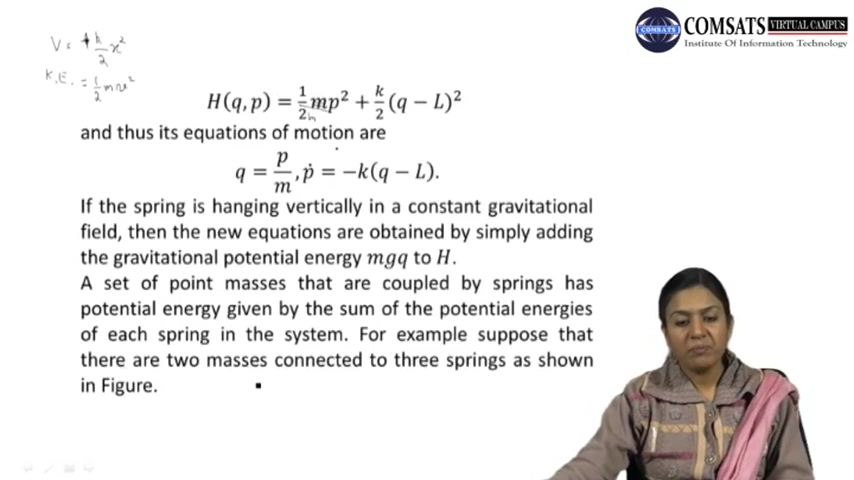 COMSATS
COMSATS VIRTUAL CAMPUS
Institute Of Information Technology
K.E. = 1/2 m
H(q,p) = 1/2 mp² + k/2 (q − L)²
2m
and thus its equations of motion are
q = p/m, ṗ = −k(q − L).
If the spring is hanging vertically in a constant gravitational
field, then the new equations are obtained by simply adding
the gravitational potential energy mgq to H.
A set of point masses that are coupled by springs has
potential energy given by the sum of the potential energies
of each spring in the system. For example suppose that
there are two masses connected to three springs as shown
in Figure.